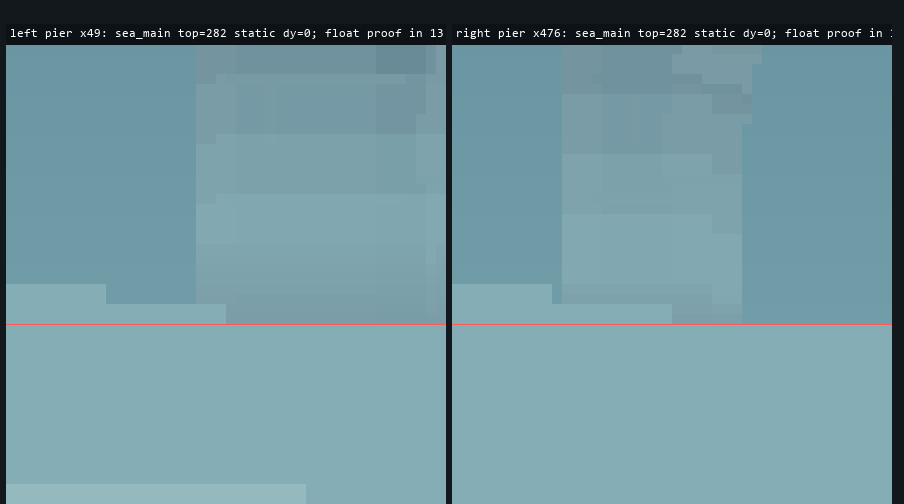 left pier x49: sea_main top=282 static dy=0; float proof in 13
right pier x476: sea_main top=282 static dy=0; float proof in